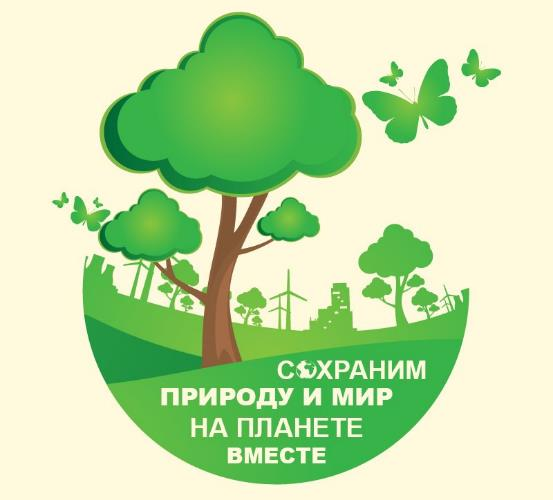 СОХРАНИМ
ПРИРОДУ И МИР
НА ПЛАНЕТЕ
ВМЕСТЕ